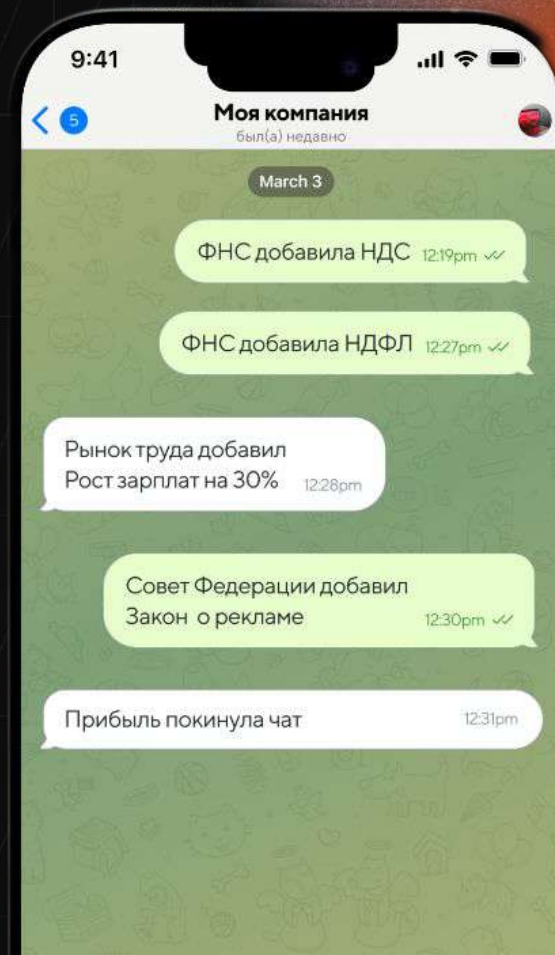 9:41
5
Моя компания
был(а) недавно
March 3
ФНС добавила НДС 12:19pm
ФНС добавила НДФЛ 12:27pm
Рынок труда добавил
Рост зарплат на 30% 12:28pm
Совет Федерации добавил
Закон о рекламе 12:30pm
Прибыль покинула чат 12:31pm